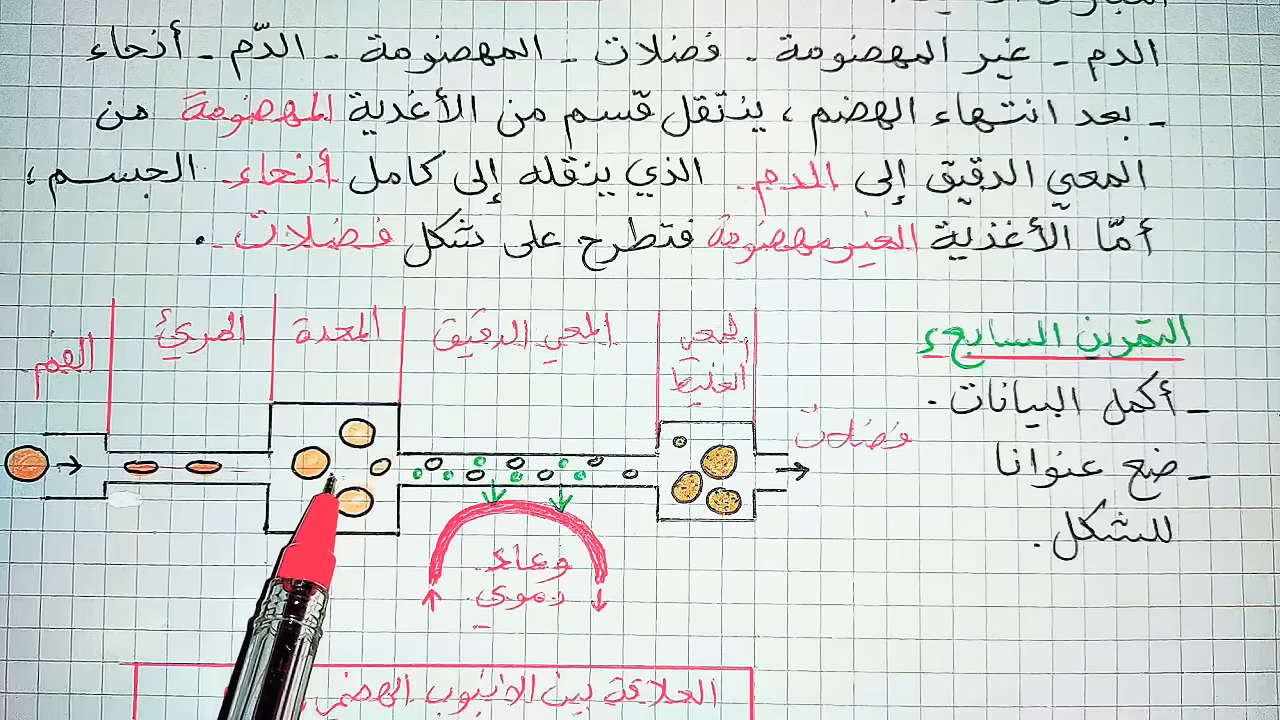 الدم - غير المهضومة - فضلات - المهضومة - الدّم - أنحاء
- بعد انتهاء الهضم ، ينتقل قسم من الأغذية المهضومة من
المعي الدقيق إلى الدم الذي ينقله إلى كامل أنحاء الجسم ،
أمّا الأغذية الغير مهضومة فتطرح على شكل فضلات .
التمرين السابع :
- أكمل البيانات .
- ضع عنوانا
للشكل .
الفم
المريء
المعدة
المعي الدقيق
المعي
الغليظ
فضلات
وعاء
دموي
العلاقة بين الأنبوب الهضمي